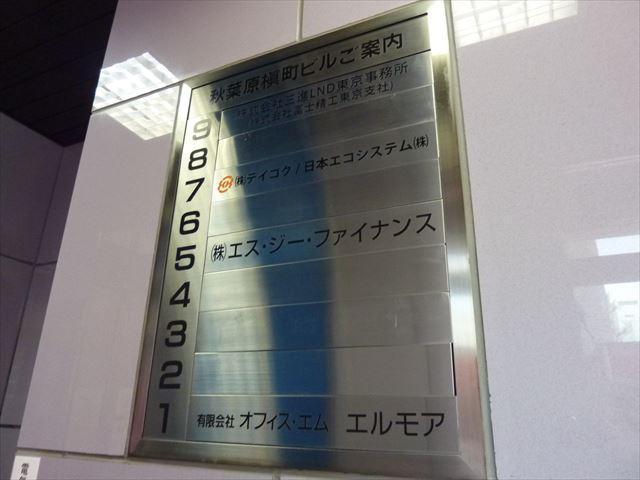 秋葉原槇町ビルご案内
9 株式会社三進LND東京事務所
(株式会社富士精工東京支社)
8
7 ㈱テイコク/日本エコシステム㈱
6
5 ㈱エス・ジー・ファイナンス
4
3
2
1 有限会社 オフィス・エム エルモア
電気